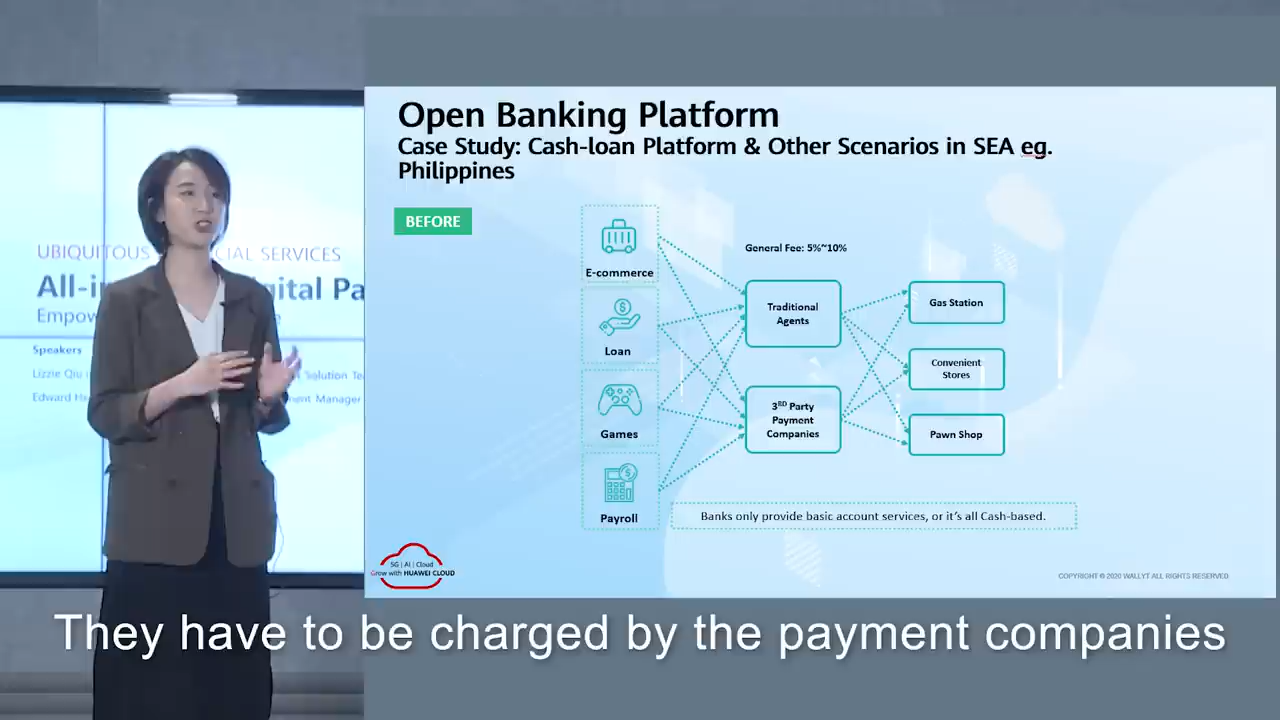 Open Banking Platform
Case Study: Cash-loan Platform & Other Scenarios in SEA eg.
Philippines
BEFORE
E-commerce
Loan
Games
Payroll
General Fee: 5%~10%
Traditional
Agents
3RD Party
Payment
Companies
Gas Station
Convenient
Stores
Pawn Shop
Banks only provide basic account services, or it's all Cash-based.
5G | AI | Cloud
Grow with HUAWEI CLOUD
COPYRIGHT © 2020 WALLYT ALL RIGHTS RESERVED
UBIQUITOUS CIAL SERVICES
All-i gital Pa
Empow
Speakers
Lizzie Qiu Solution Te
Edward H ment Manager
They have to be charged by the payment companies